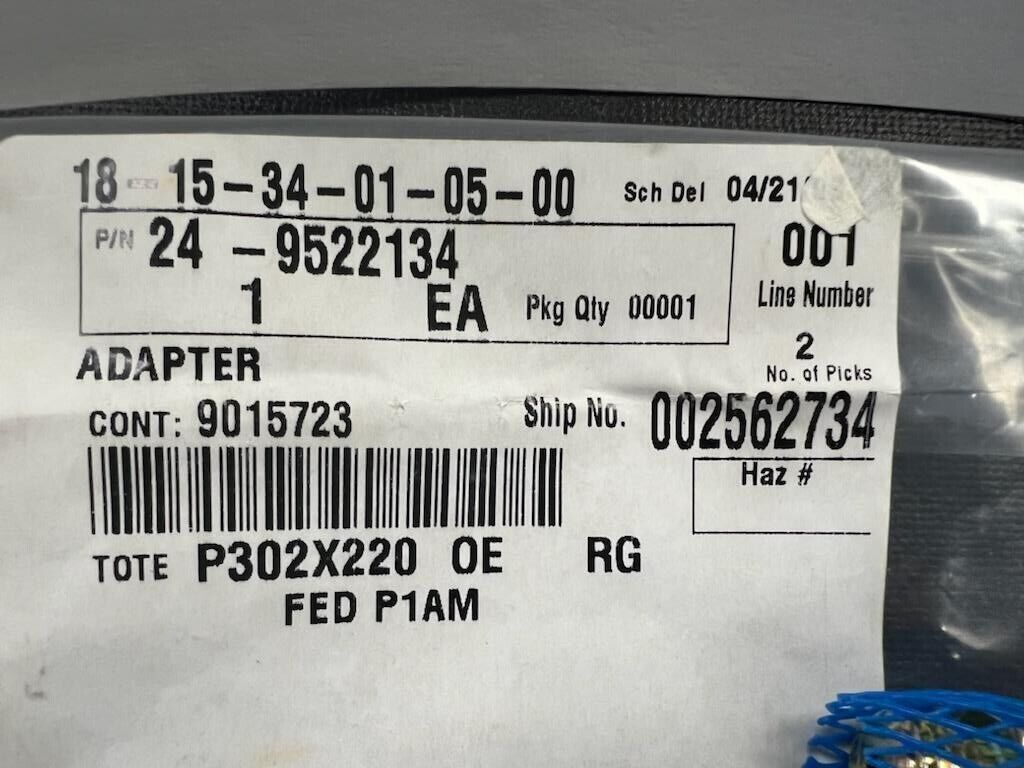 18 15-34-01-05-00 Sch Del 04/21
P/N 24 -9522134 001
1 EA Pkg Qty 00001 Line Number
2
ADAPTER No. of Picks
CONT: 9015723 Ship No. 002562734
Haz #
TOTE P302X220 OE RG
FED P1AM